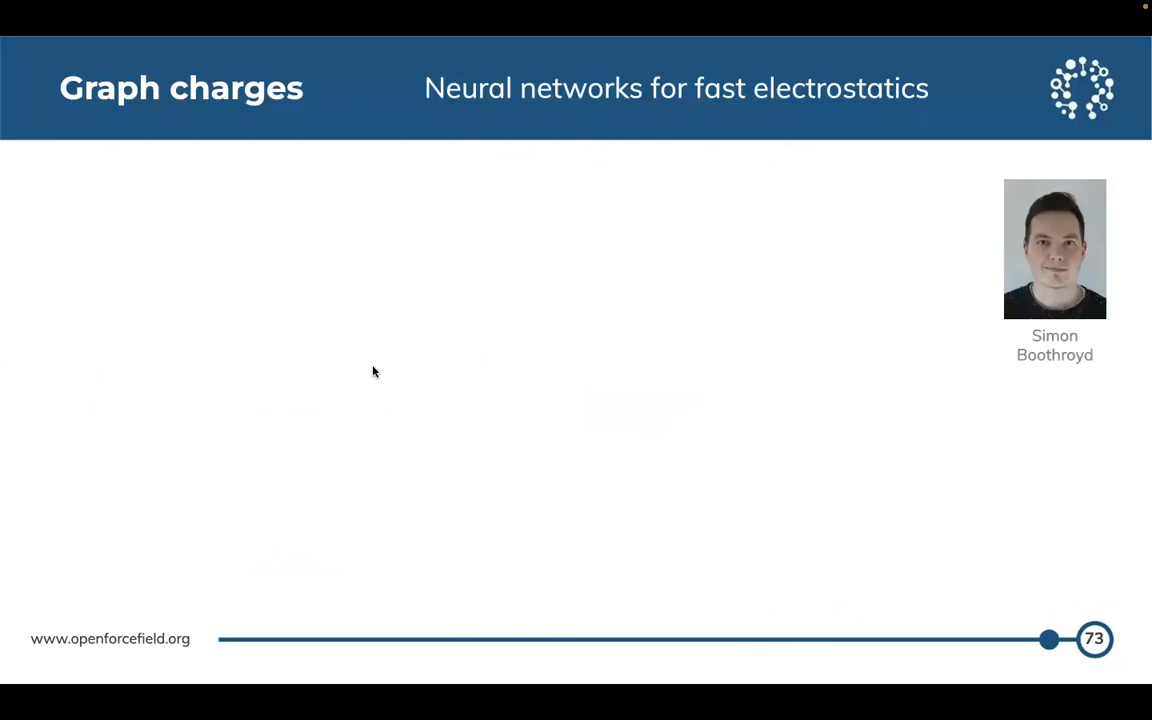 Graph charges
Neural networks for fast electrostatics
Simon
Boothroyd
www.openforcefield.org
73